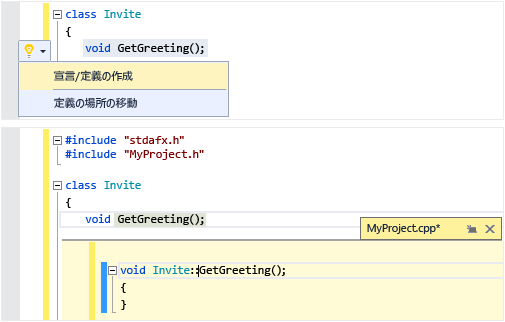 class Invite
{
void GetGreeting();
宣言/定義の作成
定義の場所の移動
#include "stdafx.h"
#include "MyProject.h"
class Invite
{
void GetGreeting();
MyProject.cpp*
void Invite::GetGreeting();
{
}